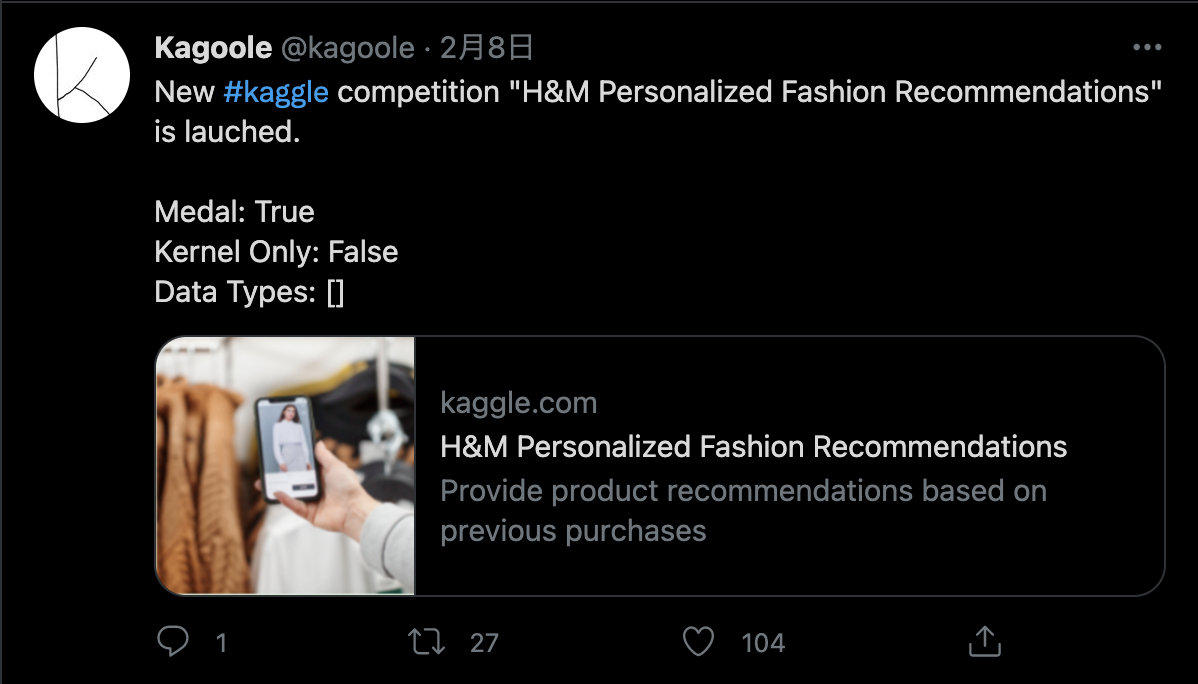 Kagoole @kagoole · 2月8日
New #kaggle competition "H&M Personalized Fashion Recommendations"
is lauched.
Medal: True
Kernel Only: False
Data Types: []
kaggle.com
H&M Personalized Fashion Recommendations
Provide product recommendations based on
previous purchases
1 27 104